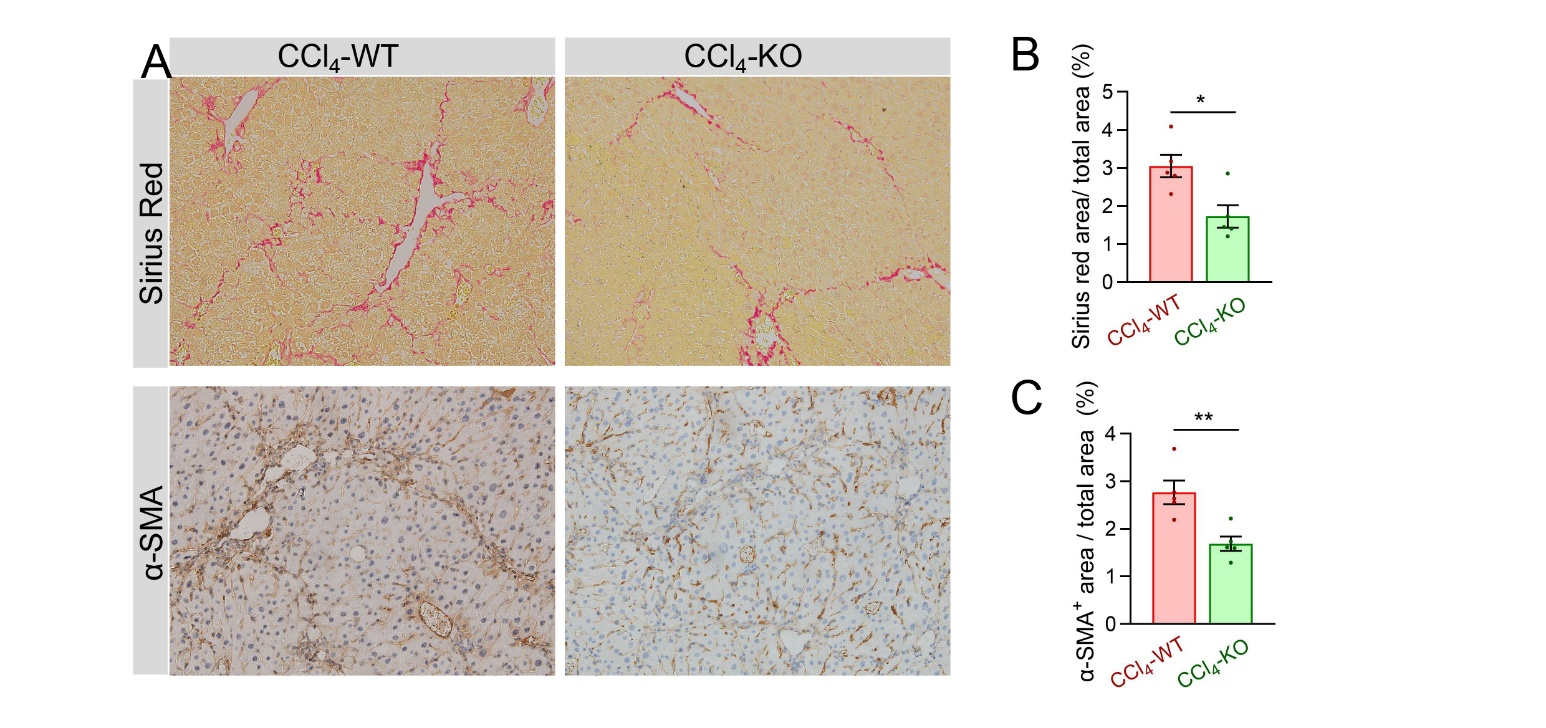 A
CCl₄-WT
CCl₄-KO
Sirius Red
α-SMA
B
Sirius red area/ total area (%)
5
4
3
2
1
0
*
CCl₄-WT
CCl₄-KO
C
α-SMA⁺ area / total area (%)
4
3
2
1
0
**
CCl₄-WT
CCl₄-KO